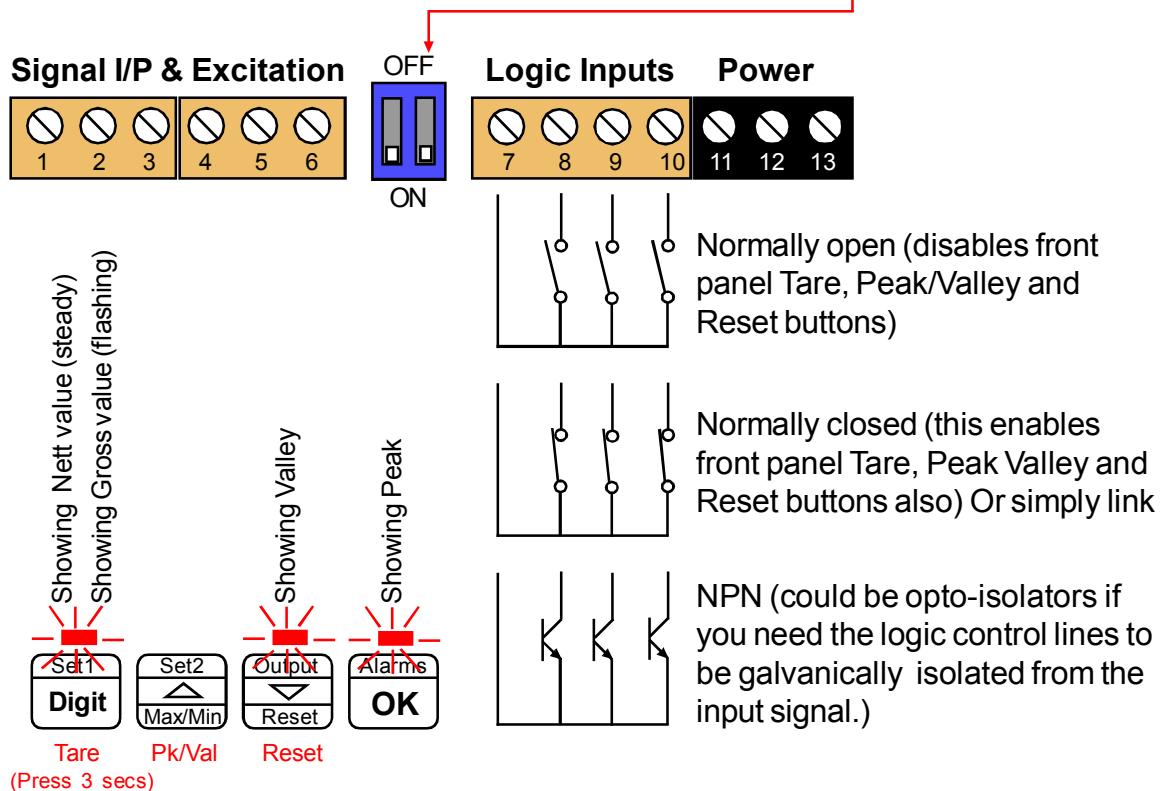 OFF
Signal I/P & Excitation
Logic Inputs
Power
1 2 3 4 5 6
7 8 9 10 11 12 13
ON
Normally open (disables front
panel Tare, Peak/Valley and
Reset buttons)
Normally closed (this enables
front panel Tare, Peak Valley and
Reset buttons also) Or simply link
NPN (could be opto-isolators if
you need the logic control lines to
be galvanically isolated from the
input signal.)
Showing Nett value (steady)
Showing Gross value (flashing)
Showing Valley
Showing Peak
Set1
Digit
Set2
Max/Min
Output
Reset
Alarms
OK
Tare
(Press 3 secs)
Pk/Val
Reset